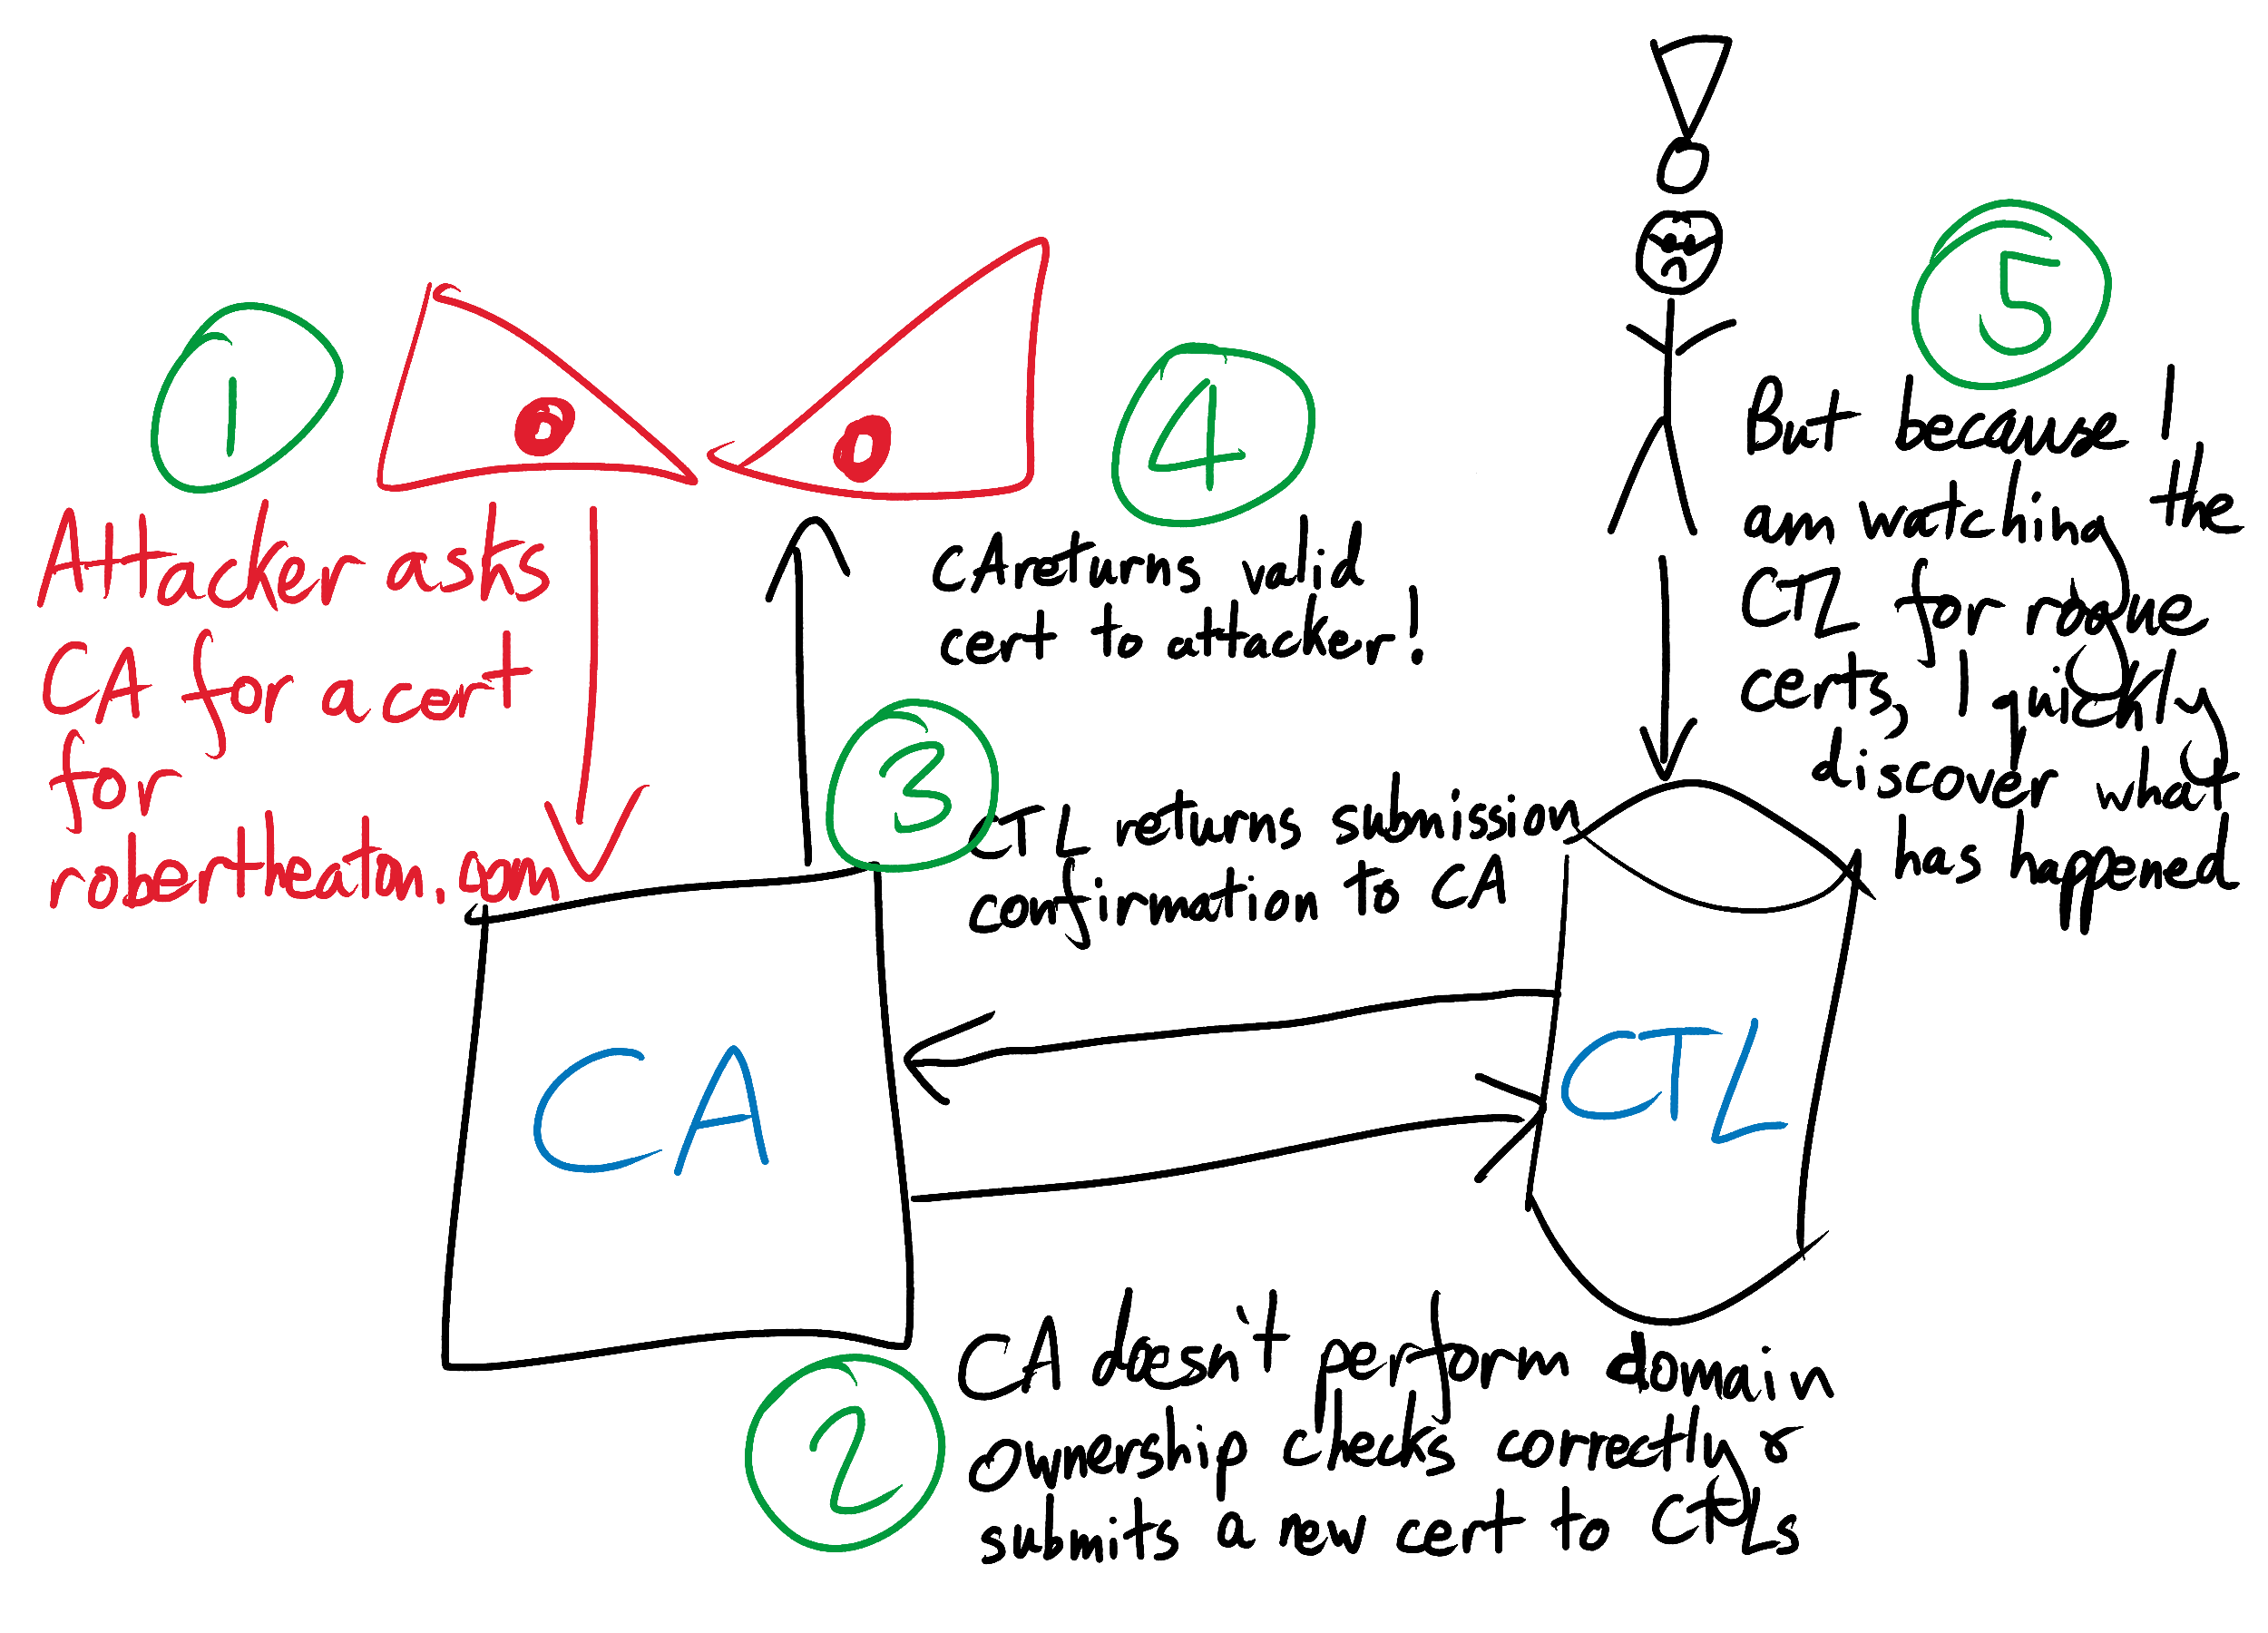 1
Attacker asks
CA for a cert
for
robertheaton.com
CA
2
CA doesn't perform domain
ownership checks correctly &
submits a new cert to CTLs
3
CTL returns submission
confirmation to CA
4
CA returns valid
cert to attacker!
CTL
5
But because I
am watching the
CTL for rogue
certs, I quickly
discover what
has happened